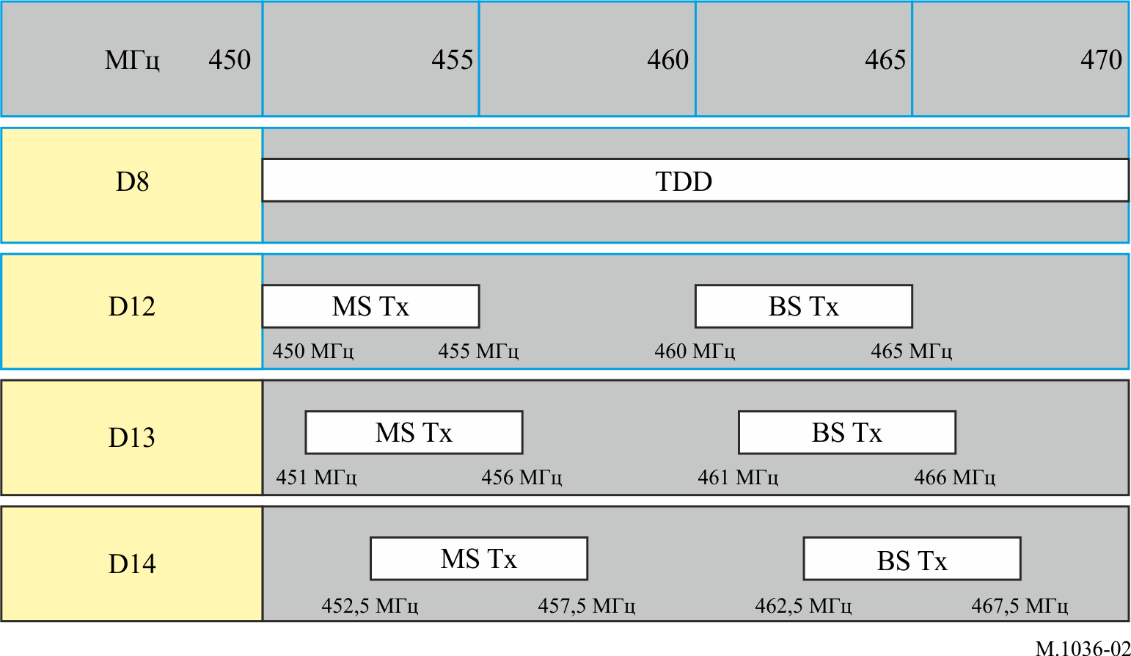 МГц 450 455 460 465 470
D8 TDD
D12 MS Tx BS Tx
450 МГц 455 МГц 460 МГц 465 МГц
D13 MS Tx BS Tx
451 МГц 456 МГц 461 МГц 466 МГц
D14 MS Tx BS Tx
452,5 МГц 457,5 МГц 462,5 МГц 467,5 МГц
M.1036-02